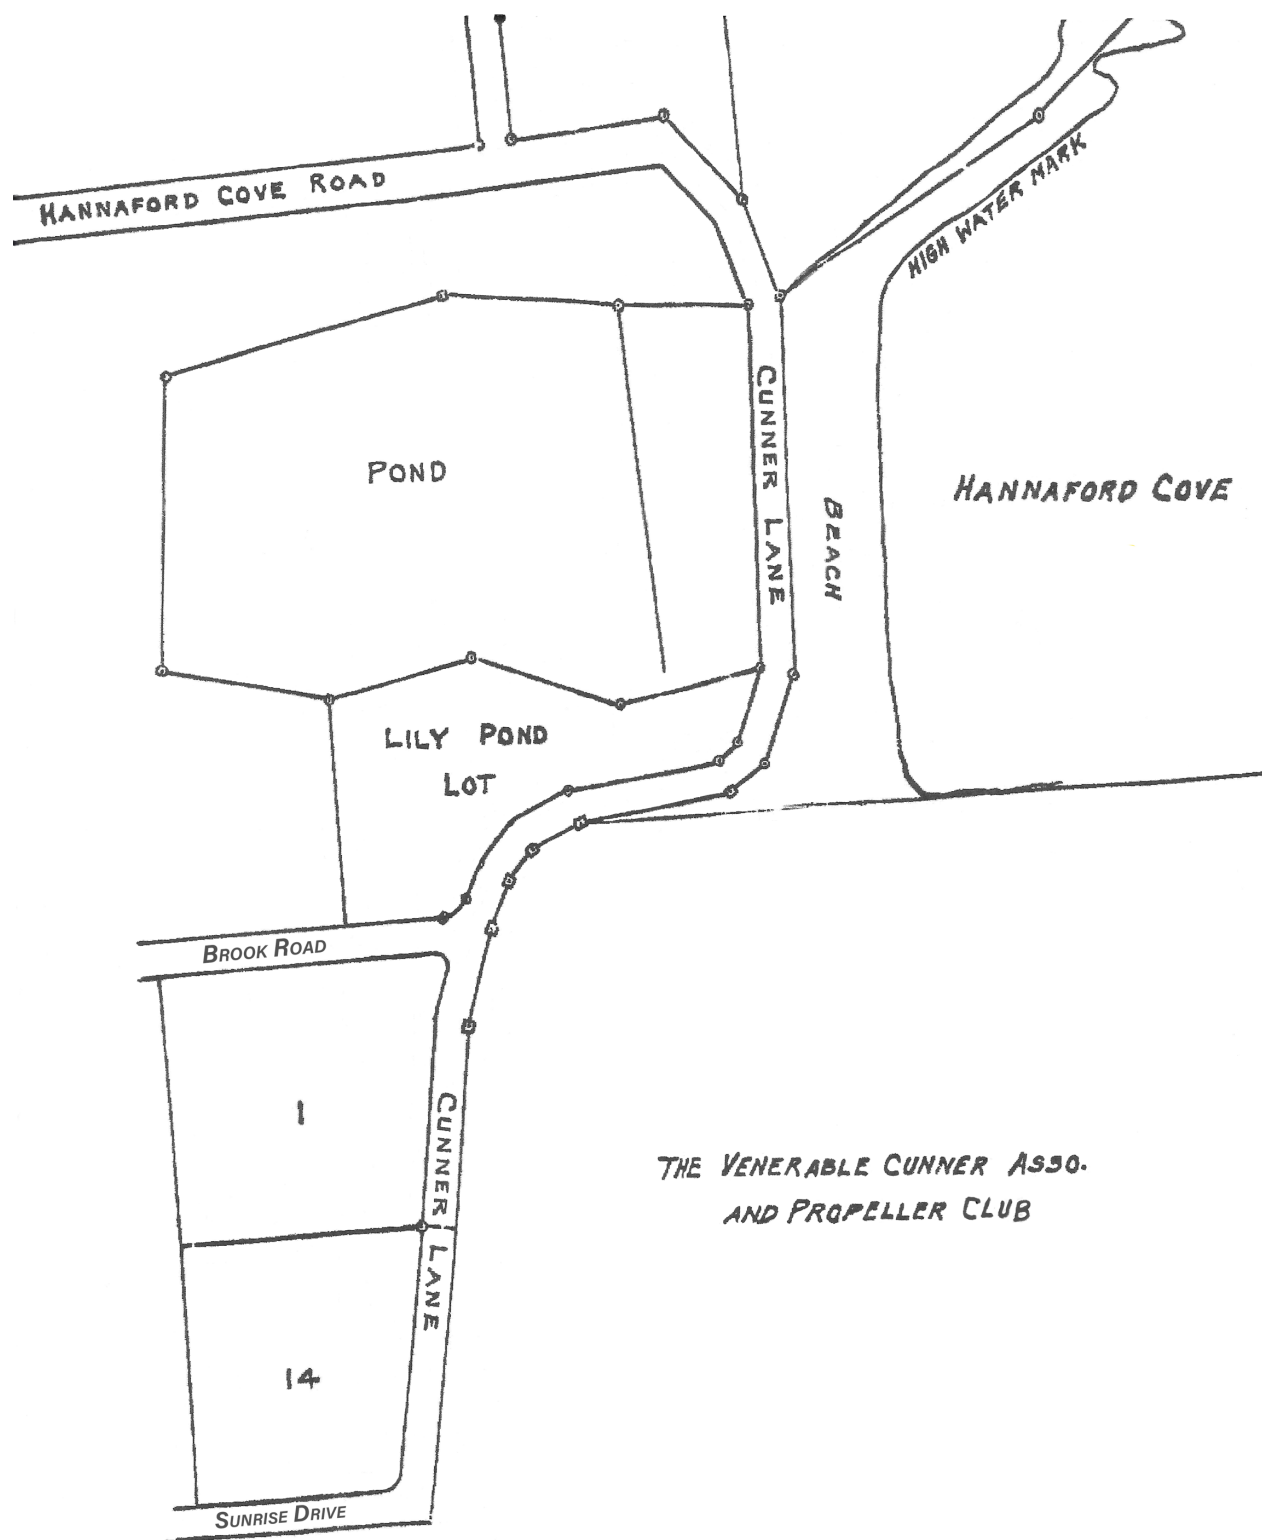 HANNAFORD COVE ROAD
HIGH WATER MARK
CUNNER LANE
POND
HANNAFORD COVE
BEACH
LILY POND
LOT
BROOK ROAD
1
CUNNER LANE
THE VENERABLE CUNNER ASSO.
AND PROPELLER CLUB
14
SUNRISE DRIVE